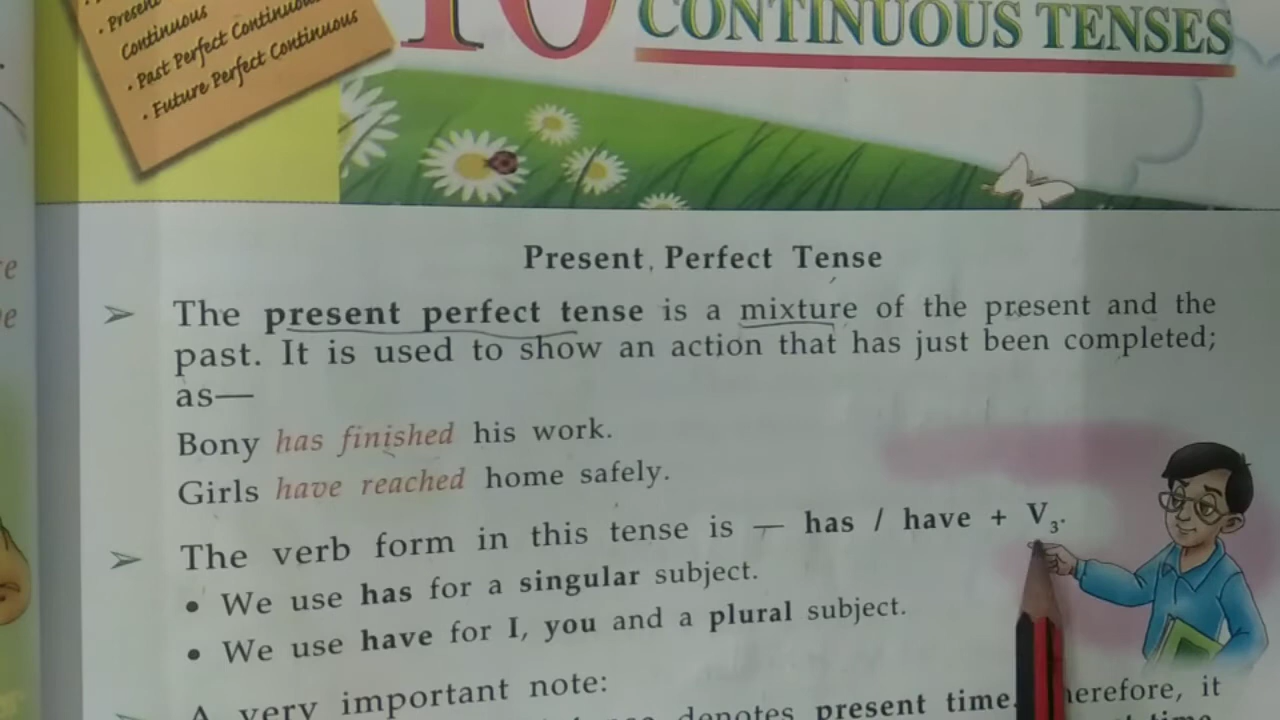 • Present
Continuous
• Past Perfect Continuous
• Future Perfect Continuous
10
CONTINUOUS TENSES
Present Perfect Tense
➢ The present perfect tense is a mixture of the present and the
past. It is used to show an action that has just been completed;
as—
Bony has finished his work.
Girls have reached home safely.
➢ The verb form in this tense is — has / have + V₃.
• We use has for a singular subject.
• We use have for I, you and a plural subject.
A very important note:
denotes present time. Therefore, it